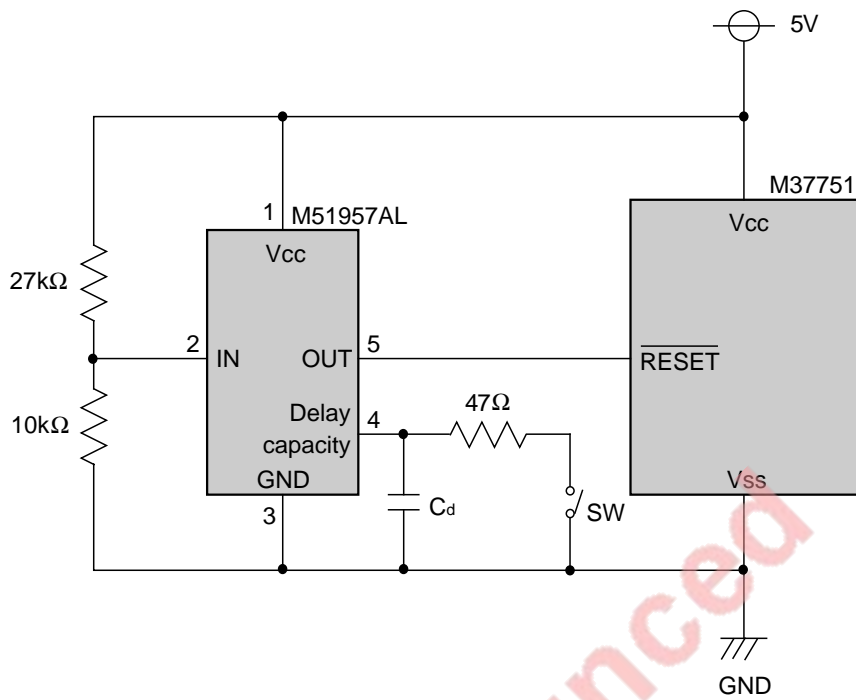 5V
M37751
1
M51957AL
Vcc
Vcc
27kΩ
2
IN
OUT
5
RESET
10kΩ
Delay
capacity
4
47Ω
GND
3
Cd
SW
Vss
GND